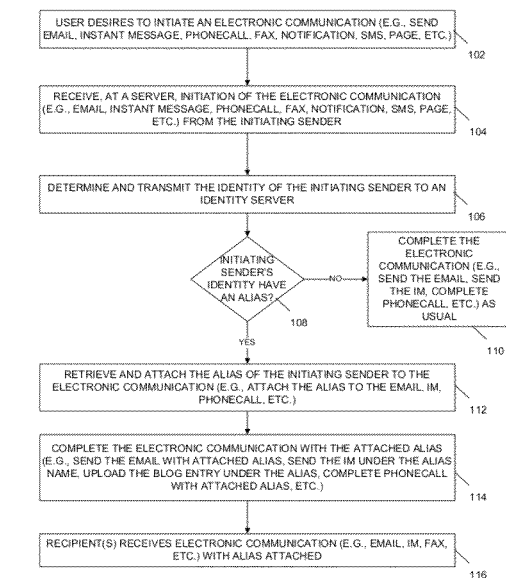 USER DESIRES TO INTIATE AN ELECTRONIC COMMUNICATION (E.G., SEND
EMAIL, INSTANT MESSAGE, PHONECALL, FAX, NOTIFICATION, SMS, PAGE, ETC.)
102
RECEIVE, AT A SERVER, INITIATION OF THE ELECTRONIC COMMUNICATION
(E.G., EMAIL, INSTANT MESSAGE, PHONECALL, FAX, NOTIFICATION, SMS, PAGE,
ETC.) FROM THE INITIATING SENDER
104
DETERMINE AND TRANSMIT THE IDENTITY OF THE INITIATING SENDER TO AN
IDENTITY SERVER
106
INITIATING
SENDER'S
IDENTITY HAVE
AN ALIAS?
108
NO
COMPLETE THE
ELECTRONIC
COMMUNICATION (E.G.,
SEND THE EMAIL, SEND
THE IM, COMPLETE
PHONECALL, ETC.) AS
USUAL
110
YES
RETRIEVE AND ATTACH THE ALIAS OF THE INITIATING SENDER TO THE
ELECTRONIC COMMUNICATION (E.G., ATTACH THE ALIAS TO THE EMAIL, IM,
PHONECALL, ETC.)
112
COMPLETE THE ELECTRONIC COMMUNICATION WITH THE ATTACHED ALIAS
(E.G., SEND THE EMAIL WITH ATTACHED ALIAS, SEND THE IM UNDER THE ALIAS
NAME, UPLOAD THE BLOG ENTRY UNDER THE ALIAS, COMPLETE PHONECALL
WITH ATTACHED ALIAS, ETC.)
114
RECIPIENT(S) RECEIVES ELECTRONIC COMMUNICATION (E.G., EMAIL, IM, FAX,
ETC.) WITH ALIAS ATTACHED
116